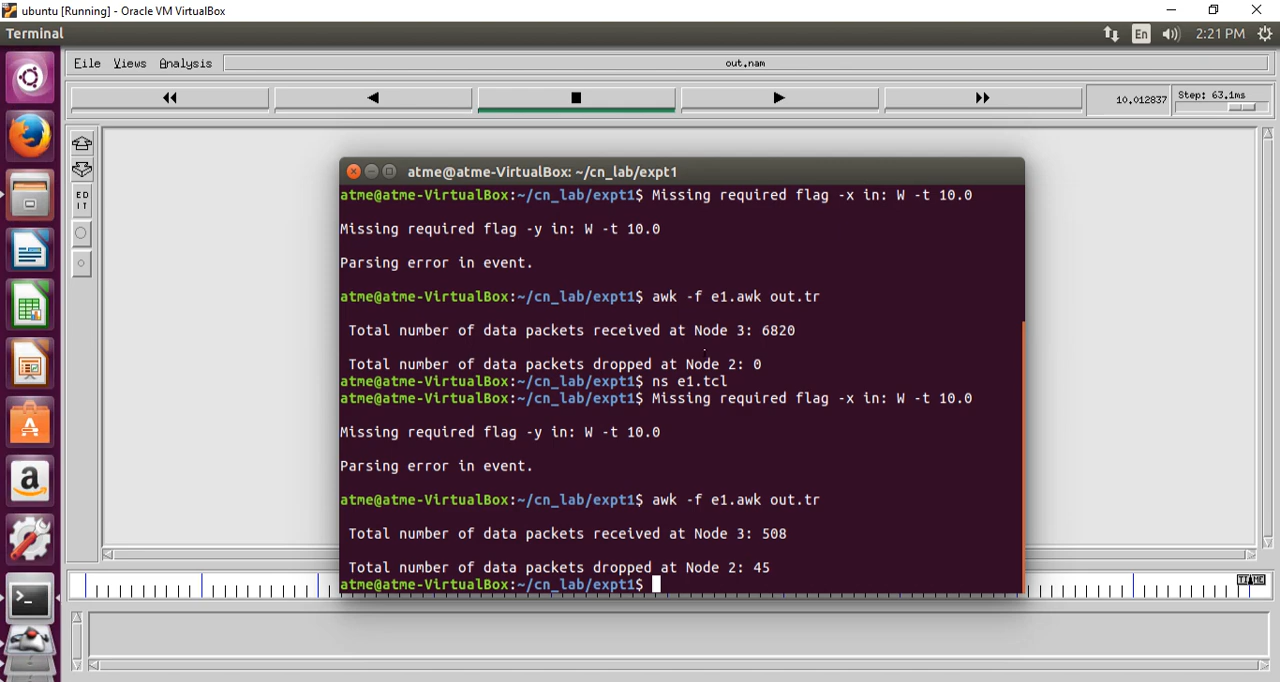 ubuntu [Running] - Oracle VM VirtualBox
Terminal
En
2:21 PM
File Views Analysis
out.nam
10.012837
Step: 63.1ms
ED
IT
atme@atme-VirtualBox: ~/cn_lab/expt1
atme@atme-VirtualBox:~/cn_lab/expt1$ Missing required flag -x in: W -t 10.0
Missing required flag -y in: W -t 10.0
Parsing error in event.
atme@atme-VirtualBox:~/cn_lab/expt1$ awk -f e1.awk out.tr
Total number of data packets received at Node 3: 6820
Total number of data packets dropped at Node 2: 0
atme@atme-VirtualBox:~/cn_lab/expt1$ ns e1.tcl
atme@atme-VirtualBox:~/cn_lab/expt1$ Missing required flag -x in: W -t 10.0
Missing required flag -y in: W -t 10.0
Parsing error in event.
atme@atme-VirtualBox:~/cn_lab/expt1$ awk -f e1.awk out.tr
Total number of data packets received at Node 3: 508
Total number of data packets dropped at Node 2: 45
atme@atme-VirtualBox:~/cn_lab/expt1$
TIME